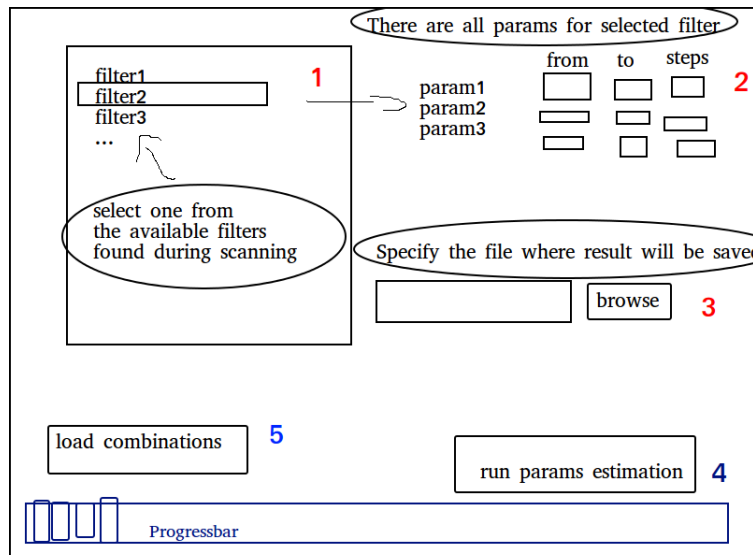 There are all params for selected filter
from to steps
filter1
filter2
filter3
...
1
param1
param2
param3
2
select one from
the available filters
found during scanning
Specify the file where result will be saved
browse
3
load combinations
5
run params estimation
4
Progressbar